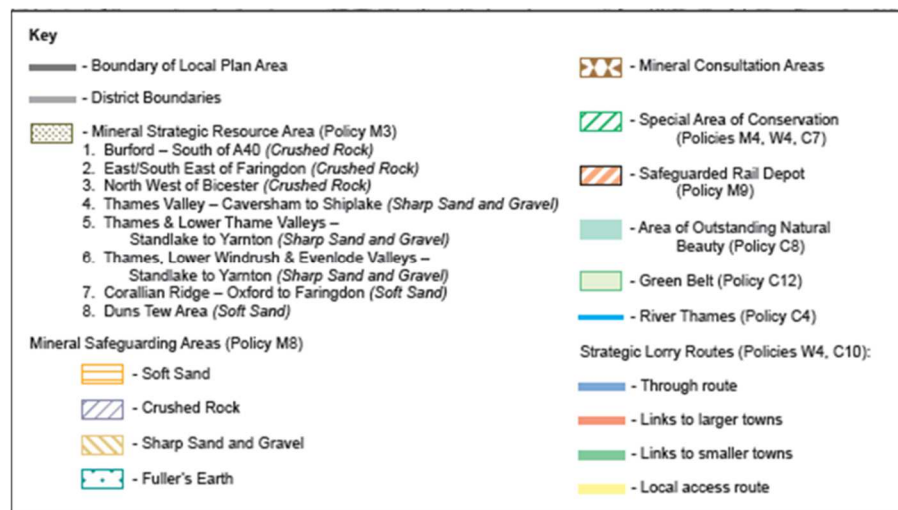 Key
- Boundary of Local Plan Area
- District Boundaries
- Mineral Strategic Resource Area (Policy M3)
1. Burford – South of A40 (Crushed Rock)
2. East/South East of Faringdon (Crushed Rock)
3. North West of Bicester (Crushed Rock)
4. Thames Valley – Caversham to Shiplake (Sharp Sand and Gravel)
5. Thames & Lower Thame Valleys –
Standlake to Yarnton (Sharp Sand and Gravel)
6. Thames, Lower Windrush & Evenlode Valleys –
Standlake to Yarnton (Sharp Sand and Gravel)
7. Corallian Ridge – Oxford to Faringdon (Soft Sand)
8. Duns Tew Area (Soft Sand)
Mineral Safeguarding Areas (Policy M8)
- Soft Sand
- Crushed Rock
- Sharp Sand and Gravel
- Fuller's Earth
- Mineral Consultation Areas
- Special Area of Conservation
(Policies M4, W4, C7)
- Safeguarded Rail Depot
(Policy M9)
- Area of Outstanding Natural
Beauty (Policy C8)
- Green Belt (Policy C12)
- River Thames (Policy C4)
Strategic Lorry Routes (Policies W4, C10):
- Through route
- Links to larger towns
- Links to smaller towns
- Local access route